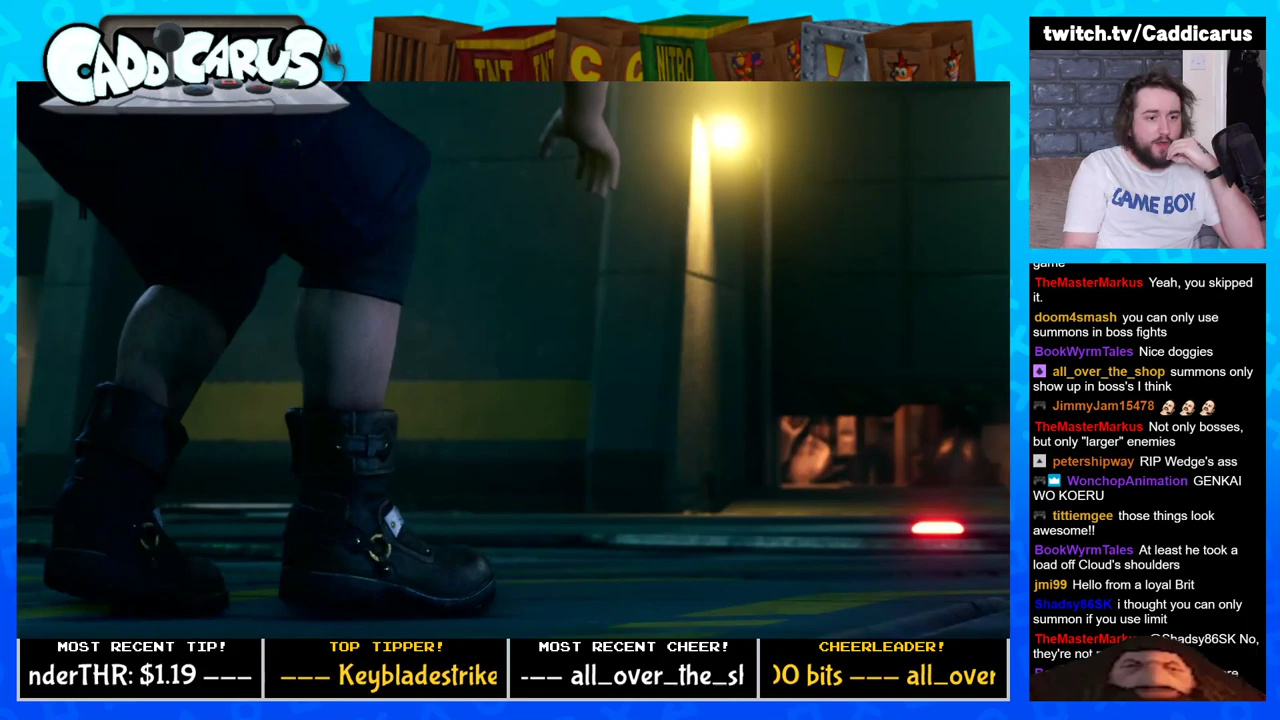 CADDICARUS
TNT
TNT
C
C
NITRO
twitch.tv/Caddicarus
GAME BOY
game
TheMasterMarkus Yeah, you skipped
it.
doom4smash you can only use
summons in boss fights
BookWyrmTales Nice doggies
all_over_the_shop summons only
show up in boss's I think
JimmyJam15478
TheMasterMarkus Not only bosses,
but only "larger" enemies
petershipway RIP Wedge's ass
WonchopAnimation GENKAI
WO KOERU
tittiemgee those things look
awesome!!
BookWyrmTales At least he took a
load off Cloud's shoulders
jmi99 Hello from a loyal Brit
Shadsy86SK i thought you can only
summon if you use limit
@Shadsy86SK No,
they're not
MOST RECENT TIP!
nderTHR: $1.19 ---
TOP TIPPER!
--- Keybladestrike
MOST RECENT CHEER!
--- all_over_the_sh
CHEERLEADER!
00 bits --- all_over